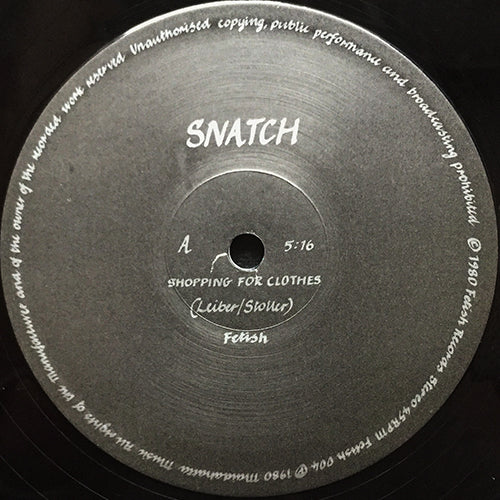 SNATCH
A 5:16
SHOPPING FOR CLOTHES
(Leiber/Stoller)
Fetish
All rights of the Manufacturer and of the owner of the recorded work reserved Unauthorised copying, public performance and broadcasting prohibited © 1980 Fetish Records Stereo 45RPM Fetish 004 ℗ 1980 Matahatta Music